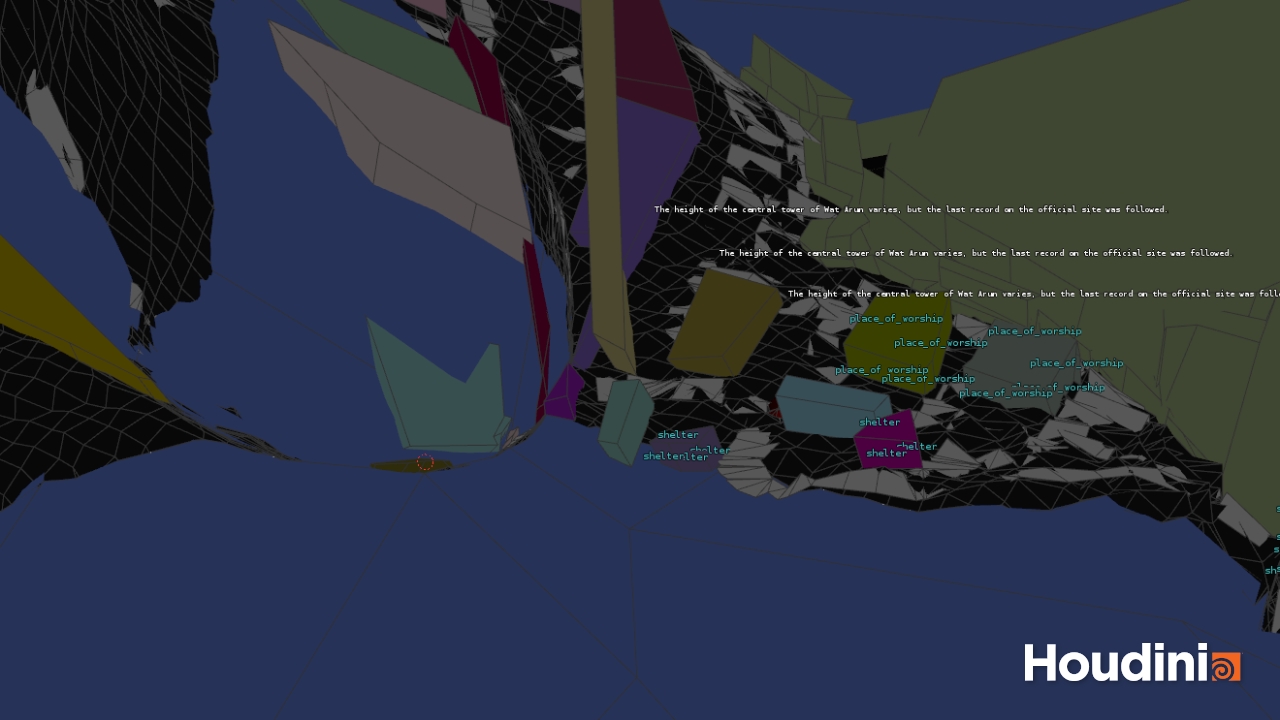 The height of the central tower of Wat Arun varies, but the last record on the official site was followed.
The height of the central tower of Wat Arun varies, but the last record on the official site was followed.
The height of the central tower of Wat Arun varies, but the last record on the official site was
place_of_worship
place_of_worship
place_of_worship
place_of_worship
place_of_worship
place_of_worship
place_of_worship
shelter
shelter
shelter
shelter
shelter
shelter
Houdini